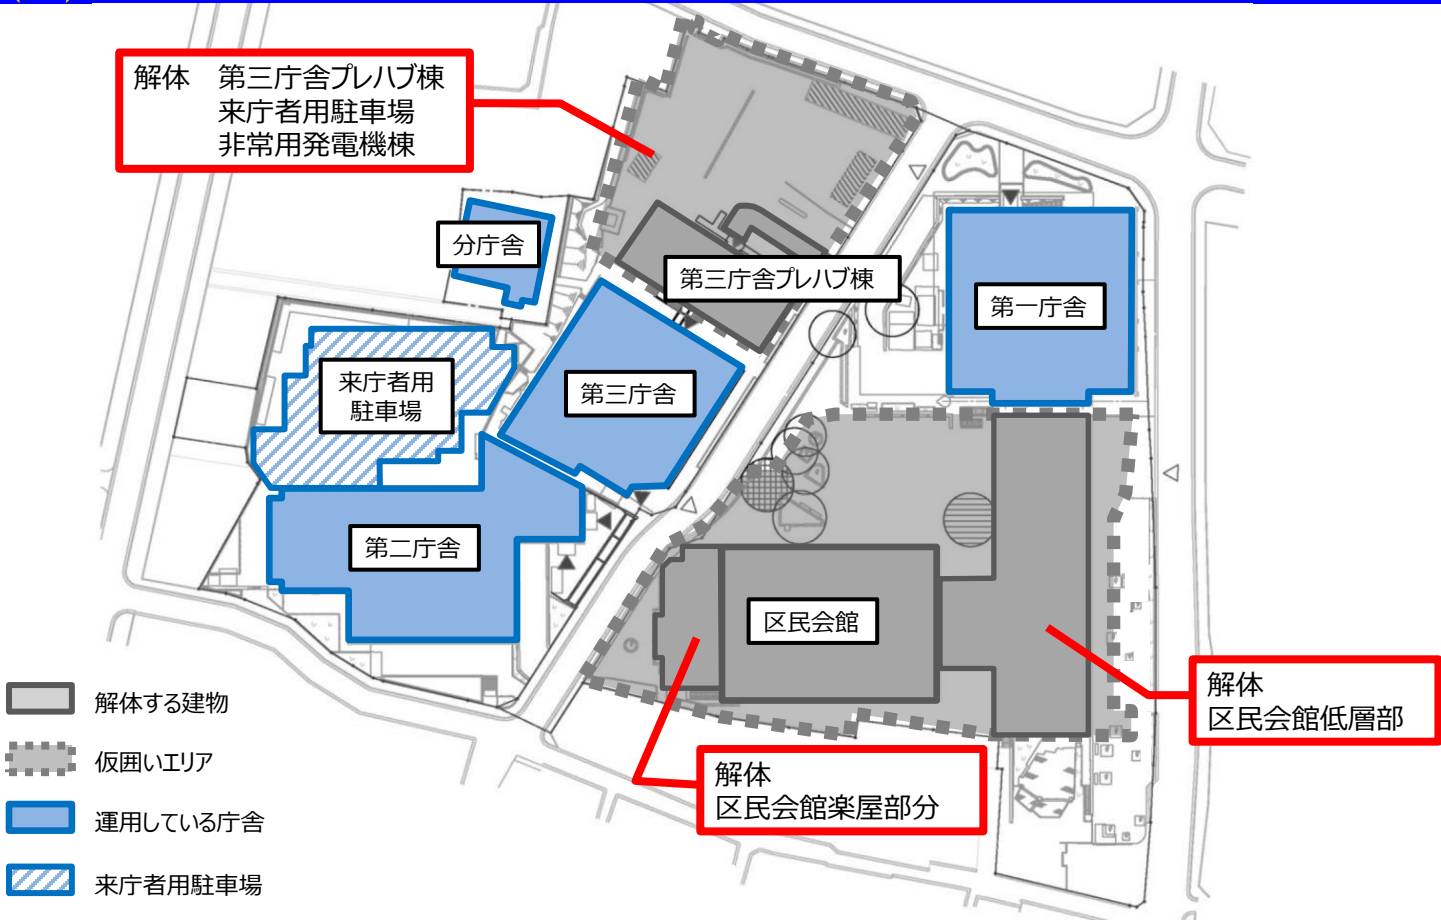 解体　第三庁舎プレハブ棟
来庁者用駐車場
非常用発電機棟
分庁舎
第三庁舎プレハブ棟
第一庁舎
来庁者用
駐車場
第三庁舎
第二庁舎
区民会館
解体する建物
仮囲いエリア
運用している庁舎
来庁者用駐車場
解体
区民会館低層部
解体
区民会館楽屋部分